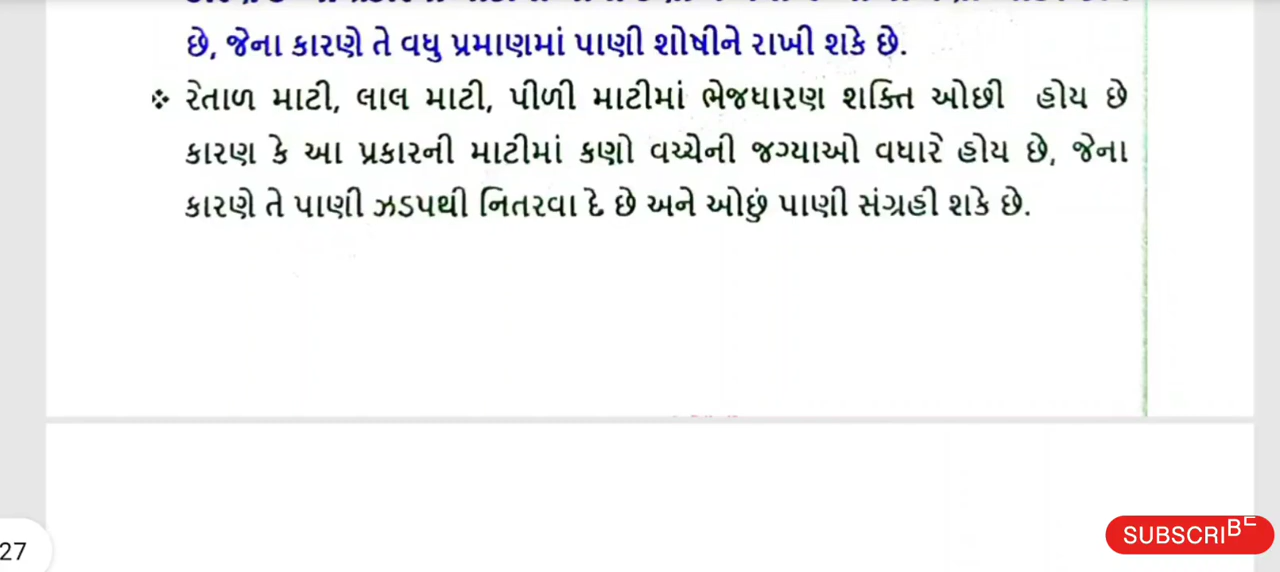 છે, જેના કારણે તે વધુ પ્રમાણમાં પાણી શોષીને રાખી શકે છે.
❖ રેતાળ માટી, લાલ માટી, પીળી માટીમાં ભેજધારણ શક્તિ ઓછી હોય છે
કારણ કે આ પ્રકારની માટીમાં કણો વચ્ચેની જગ્યાઓ વધારે હોય છે, જેના
કારણે તે પાણી ઝડપથી નિતરવા દે છે અને ઓછું પાણી સંગ્રહી શકે છે.
27
SUBSCRIBE